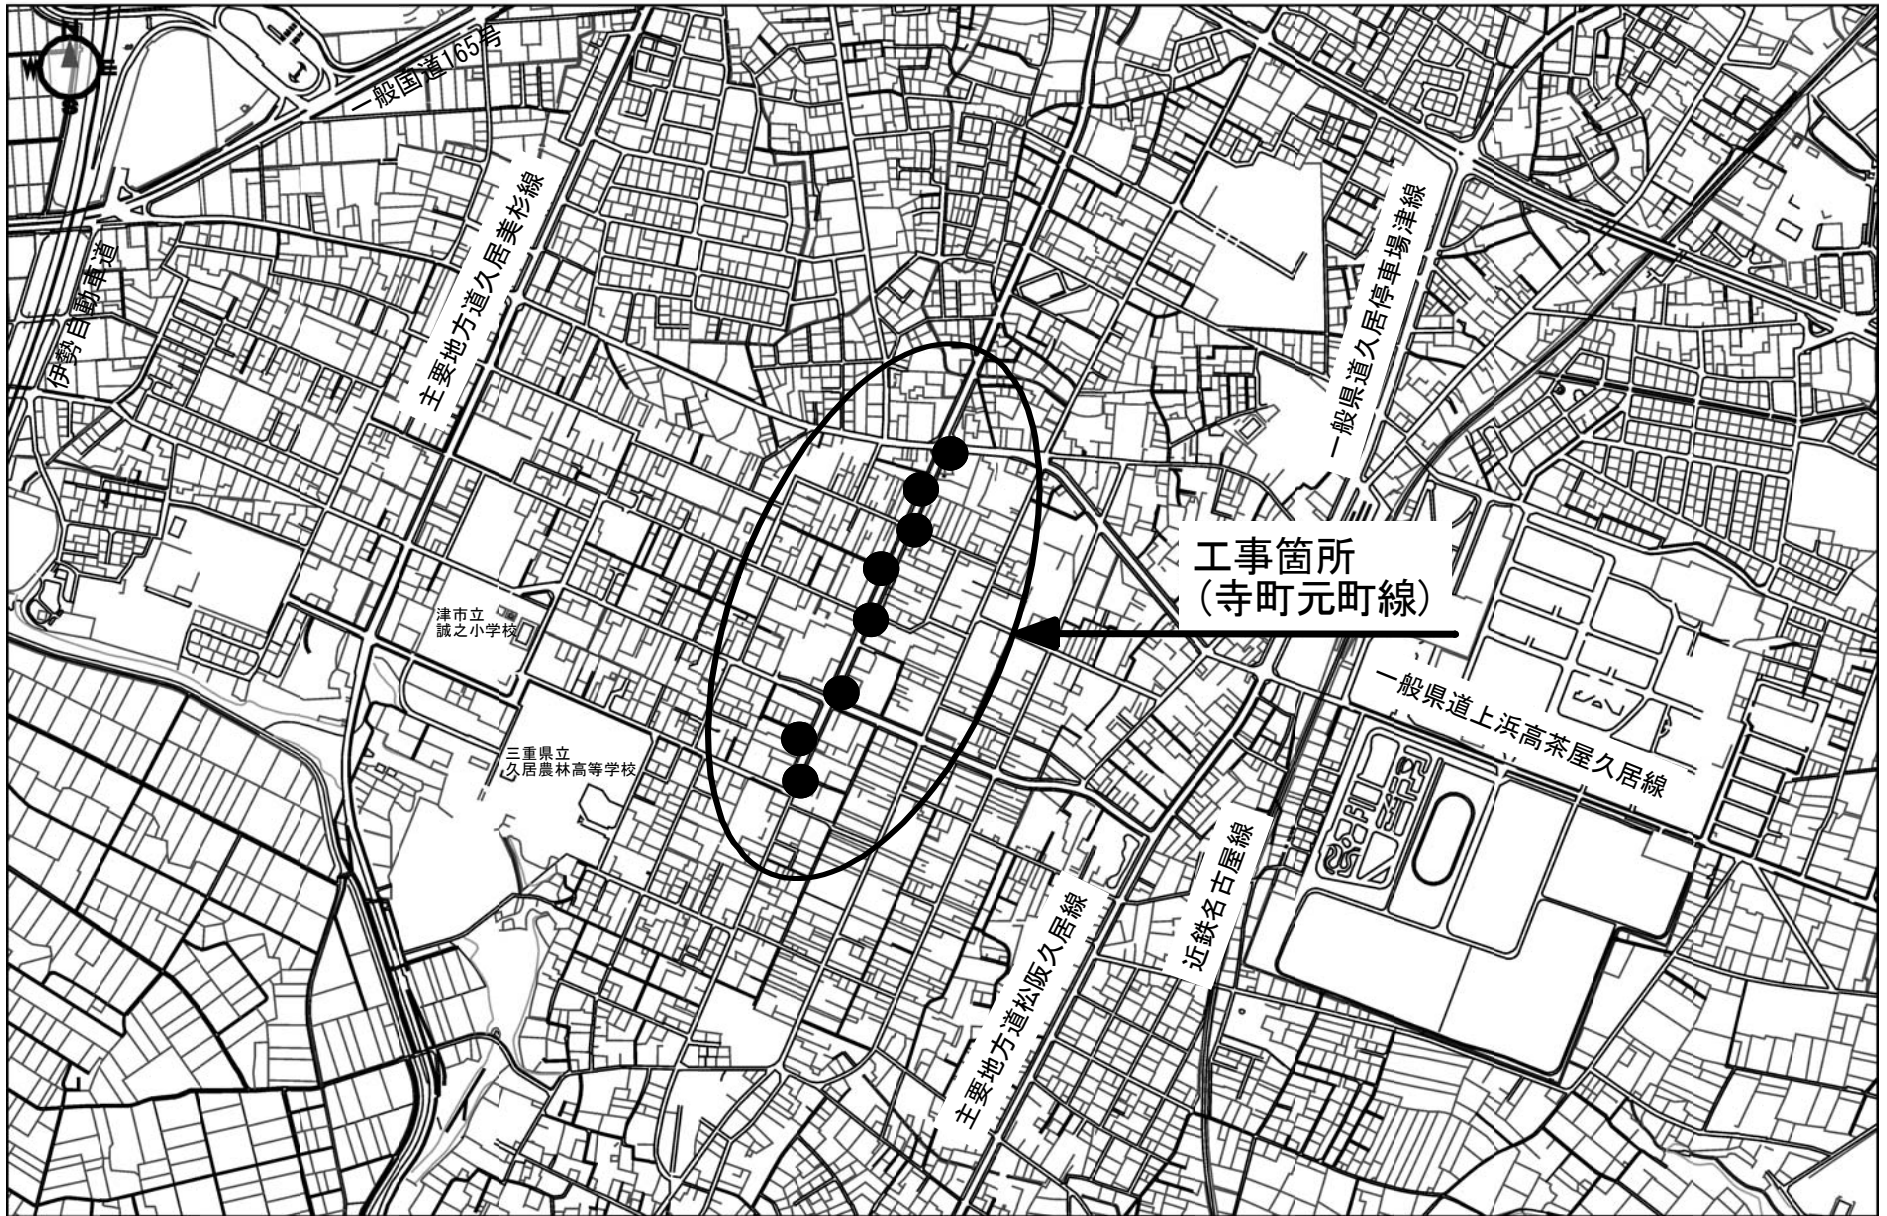 一般国道165号
主要地方道久居美杉線
伊勢自動車道
一般県道久居停車場津線
工事箇所
(寺町元町線)
津市立
誠之小学校
三重県立
久居農林高等学校
一般県道上浜高茶屋久居線
近鉄名古屋線
主要地方道松阪久居線
W
S